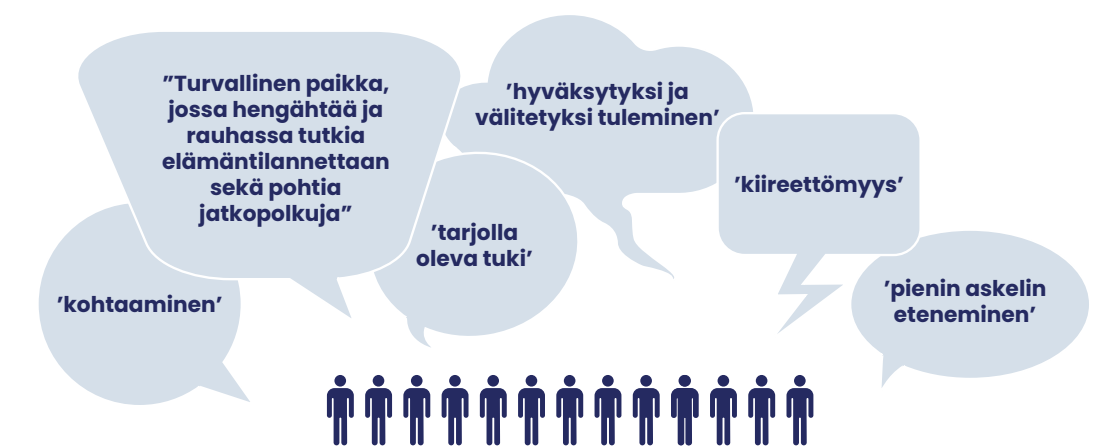 ”Turvallinen paikka,
jossa hengähtää ja
rauhassa tutkia
elämäntilannettaan
sekä pohtia
jatkopolkuja”
’hyväksytyksi ja
välitetyksi tuleminen’
’kiireettömyys’
’tarjolla
oleva tuki’
’kohtaaminen’
’pienin askelin
eteneminen’